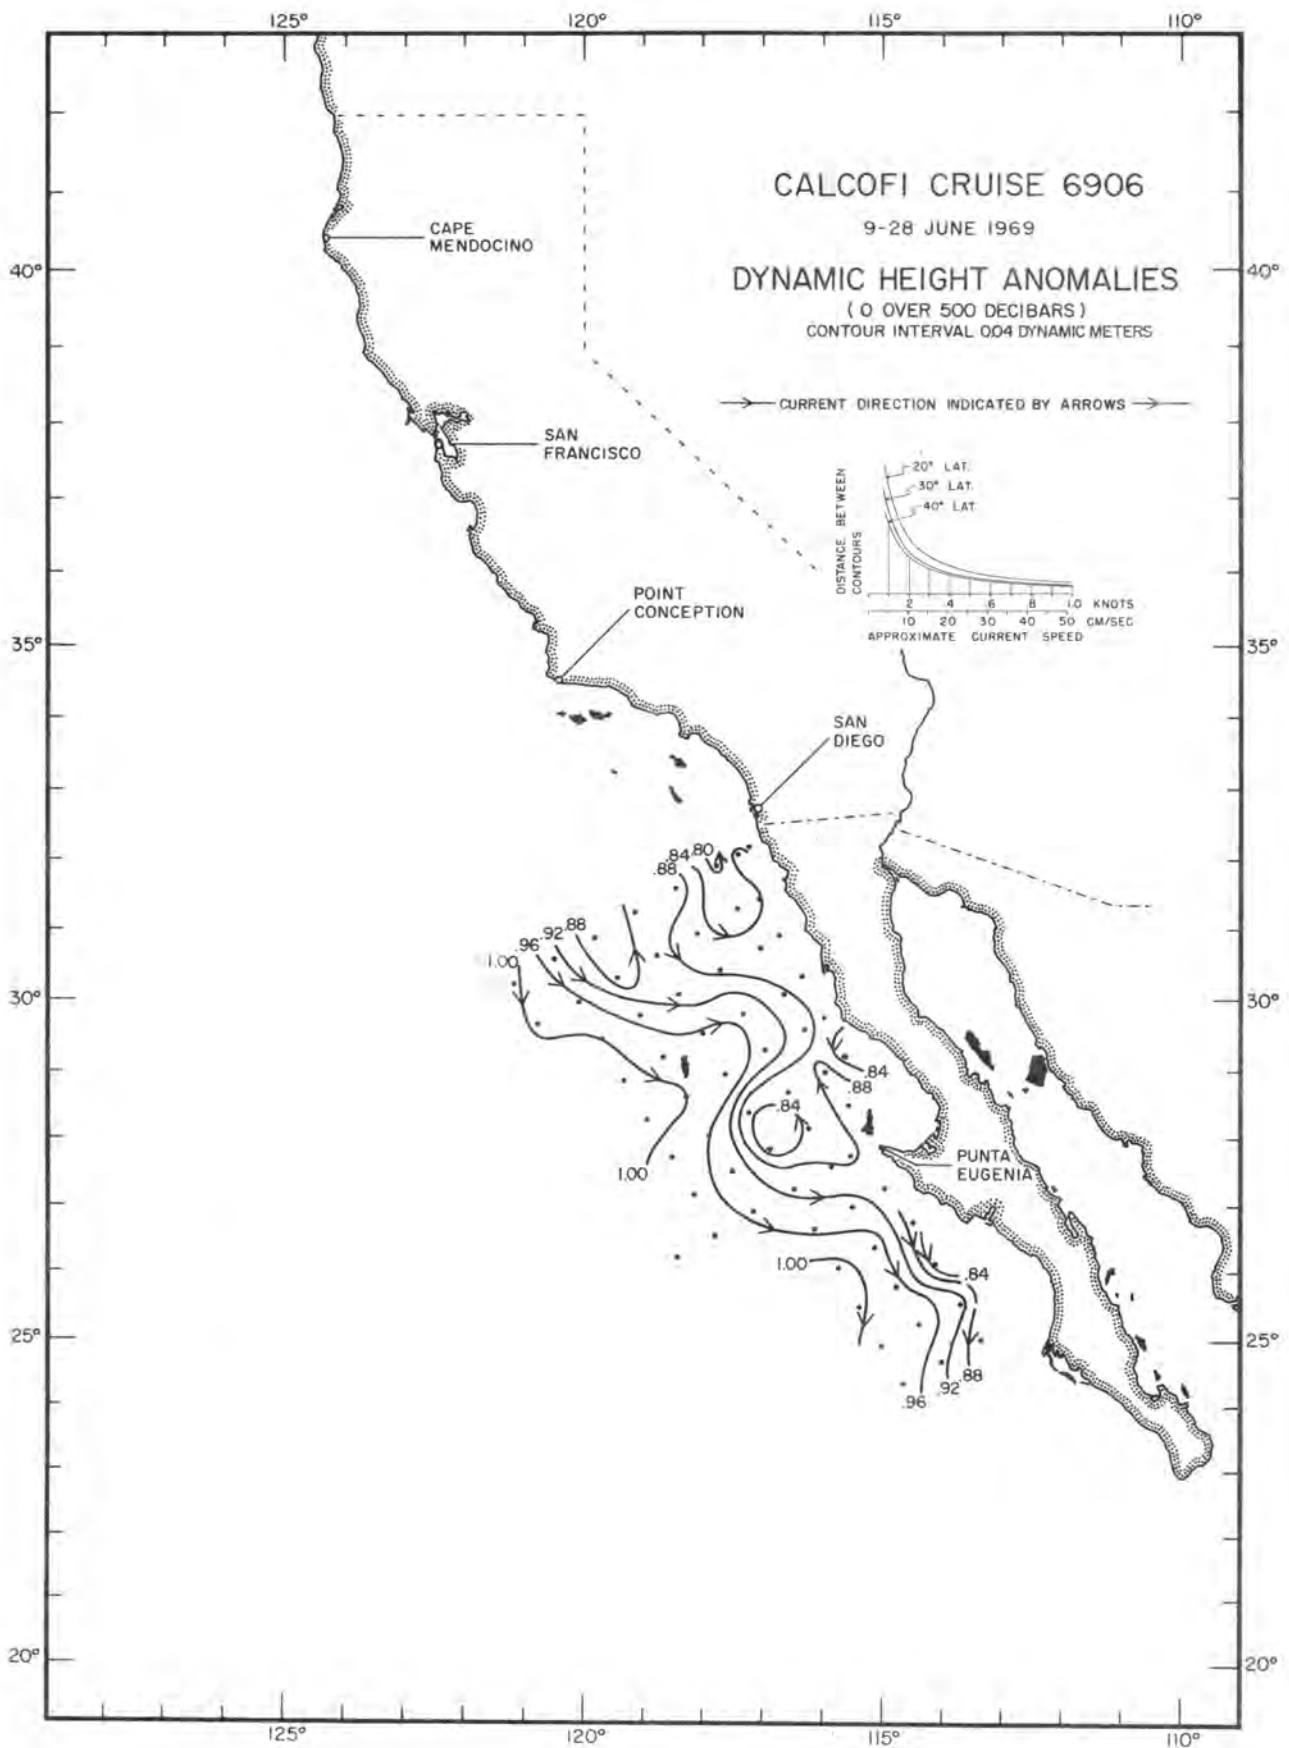 125°
120°
115°
110°
CALCOFI CRUISE 6906
9-28 JUNE 1969
CAPE
MENDOCINO
40°
40°
DYNAMIC HEIGHT ANOMALIES
( 0 OVER 500 DECIBARS )
CONTOUR INTERVAL 0.04 DYNAMIC METERS
CURRENT DIRECTION INDICATED BY ARROWS
SAN
FRANCISCO
20° LAT.
30° LAT.
40° LAT.
DISTANCE BETWEEN
CONTOURS
.2 .4 .6 .8 1.0 KNOTS
10 20 30 40 50 CM/SEC
APPROXIMATE CURRENT SPEED
POINT
CONCEPTION
35°
35°
SAN
DIEGO
.88
.84
.80
1.00
.96
.92
.88
30°
30°
.84
.88
.84
PUNTA
EUGENIA
1.00
1.00
.84
25°
25°
.96
.92
.88
20°
20°
125°
120°
115°
110°